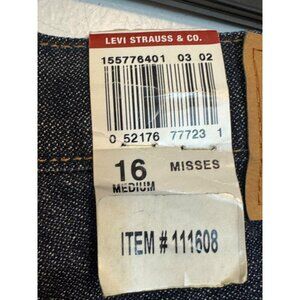 LEVI STRAUSS & CO.
155776401 03 02
0 52176 77723 1
16 MISSES
MEDIUM
ITEM # 111608